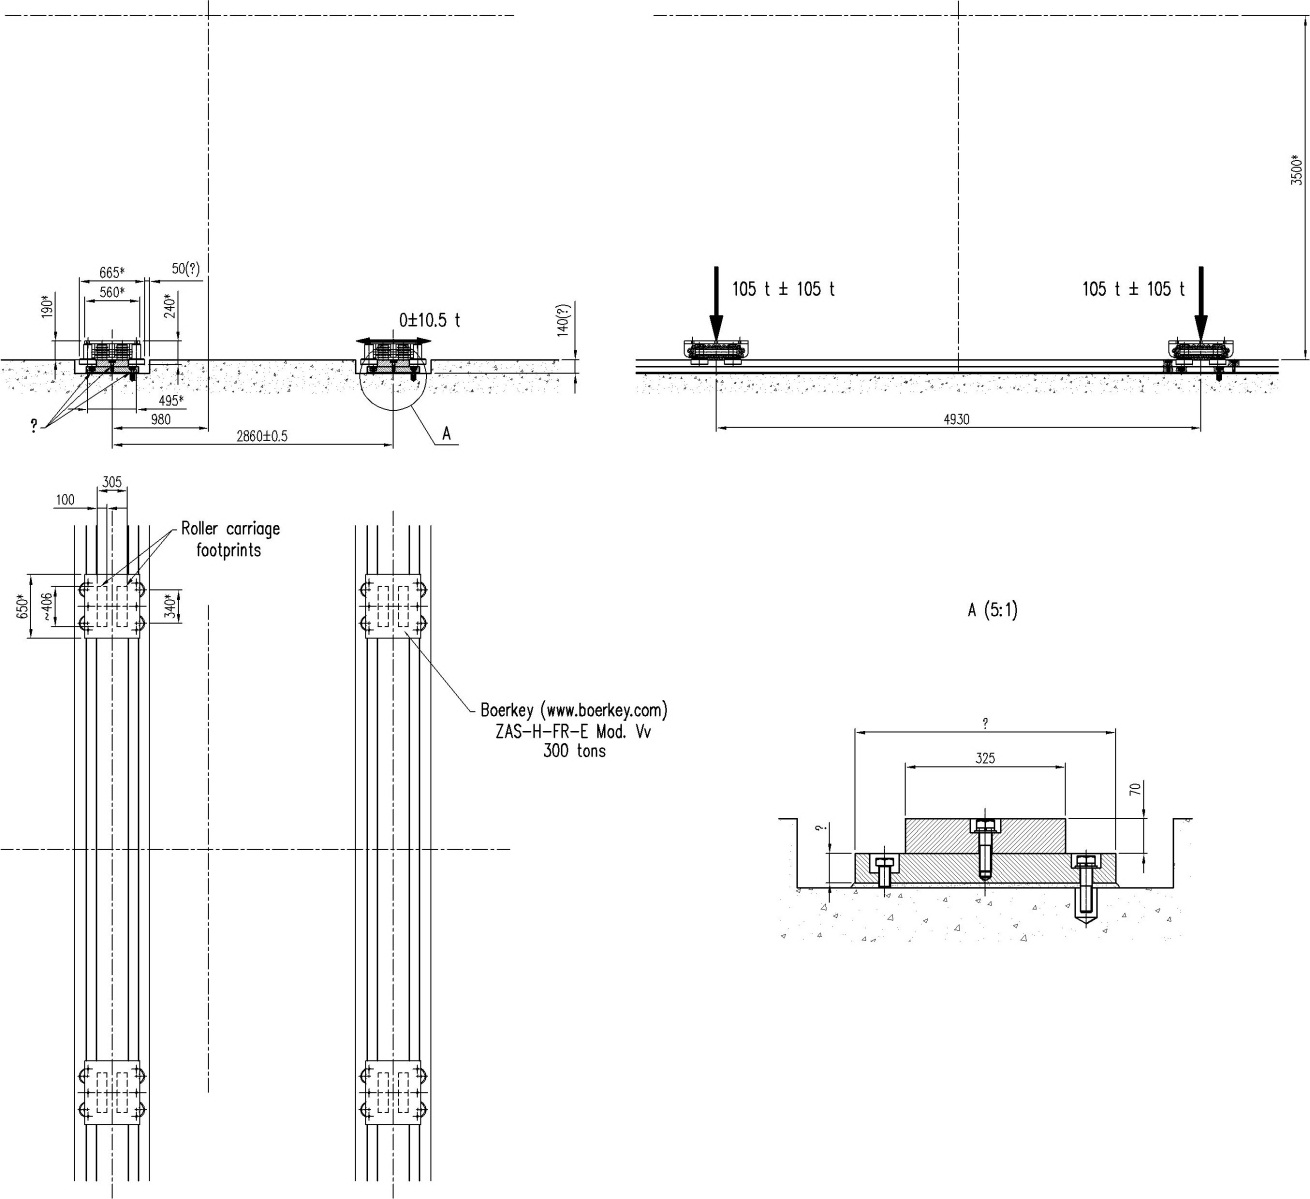 3500*
665*
50(?)
560*
190*
240*
0±10.5 t
140(?)
105 t ± 105 t
105 t ± 105 t
495*
?
980
2860±0.5
A
4930
305
100
Roller carriage
footprints
650*
~406
340*
A (5:1)
Boerkey (www.boerkey.com)
ZAS-H-FR-E Mod. Vv
300 tons
?
325
70
?